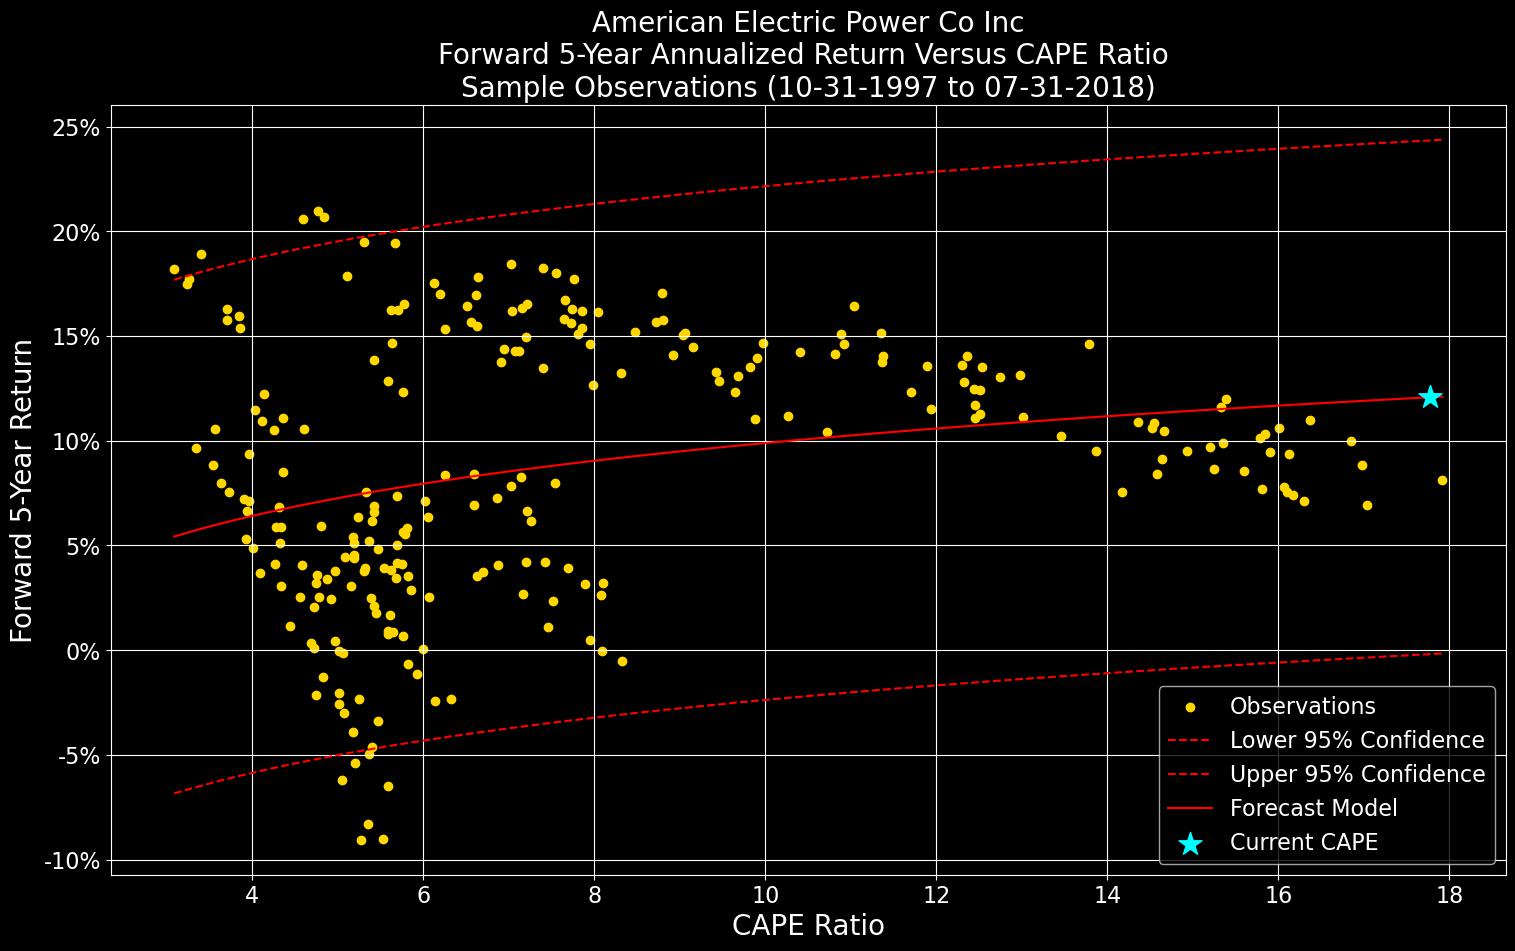 American Electric Power Co Inc
Forward 5-Year Annualized Return Versus CAPE Ratio
Sample Observations (10-31-1997 to 07-31-2018)
25%
20%
15%
10%
5%
0%
-5%
-10%
Forward 5-Year Return
4 6 8 10 12 14 16 18
CAPE Ratio
Observations
Lower 95% Confidence
Upper 95% Confidence
Forecast Model
Current CAPE